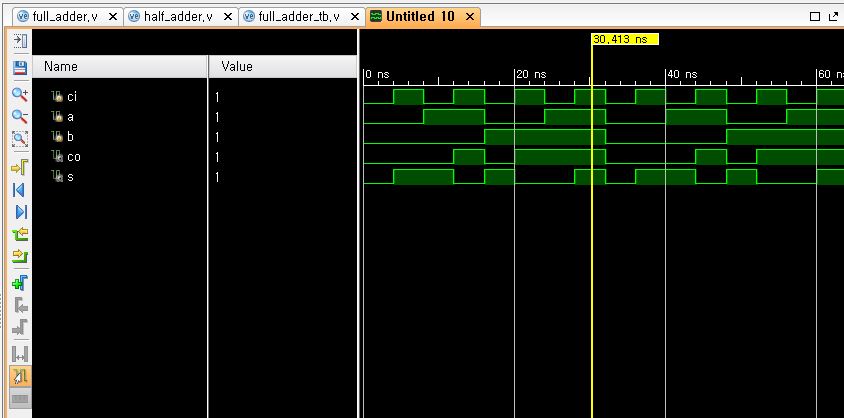 full_adder.v half_adder.v full_adder_tb.v Untitled 10
30.413 ns
Name Value
0 ns 20 ns 40 ns 60 ns
ci 1
a 1
b 1
co 1
s 1